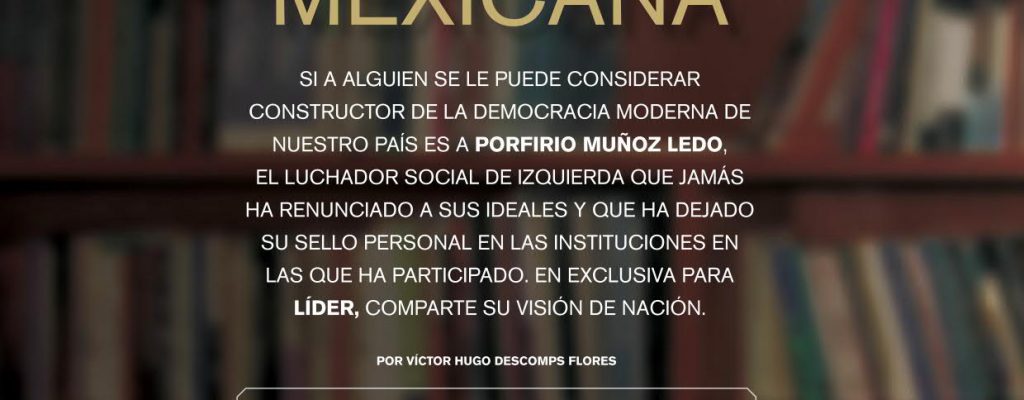 MEXICANA
SI A ALGUIEN SE LE PUEDE CONSIDERAR
CONSTRUCTOR DE LA DEMOCRACIA MODERNA DE
NUESTRO PAÍS ES A PORFIRIO MUÑOZ LEDO,
EL LUCHADOR SOCIAL DE IZQUIERDA QUE JAMÁS
HA RENUNCIADO A SUS IDEALES Y QUE HA DEJADO
SU SELLO PERSONAL EN LAS INSTITUCIONES EN
LAS QUE HA PARTICIPADO. EN EXCLUSIVA PARA
LÍDER, COMPARTE SU VISIÓN DE NACIÓN.
POR VÍCTOR HUGO DESCOMPS FLORES